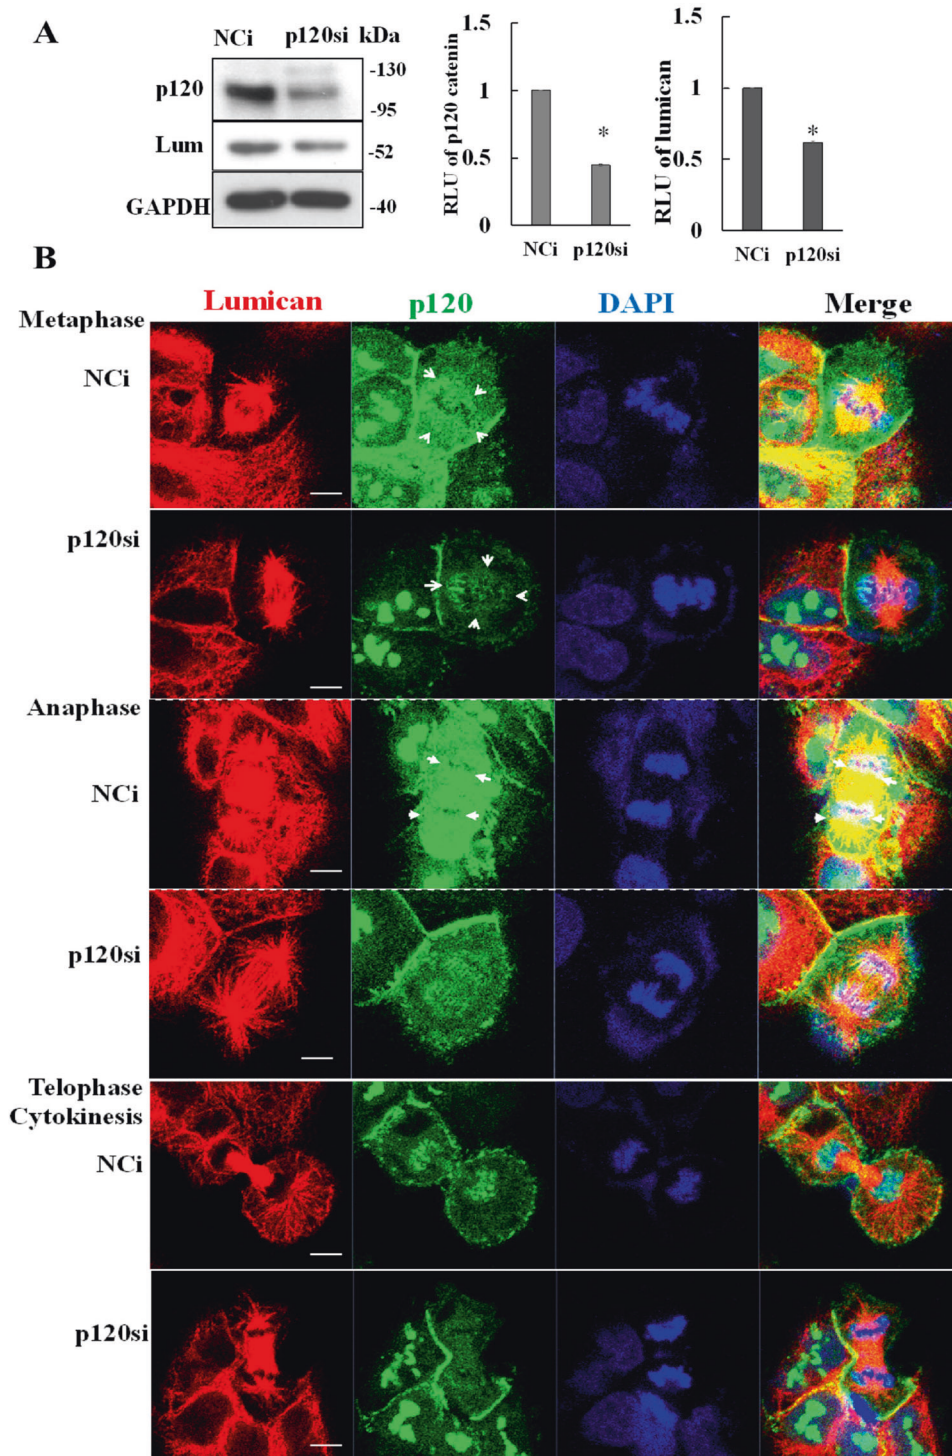 A
NCi p120si kDa
p120
-130
-95
Lum
-52
GAPDH
-40
RLU of p120 catenin
1.5
1
0.5
0
*
NCi p120si
RLU of lumican
1.5
1
0.5
0
*
NCi p120si
B
Lumican p120 DAPI Merge
Metaphase
NCi
p120si
Anaphase
NCi
p120si
Telophase
Cytokinesis
NCi
p120si